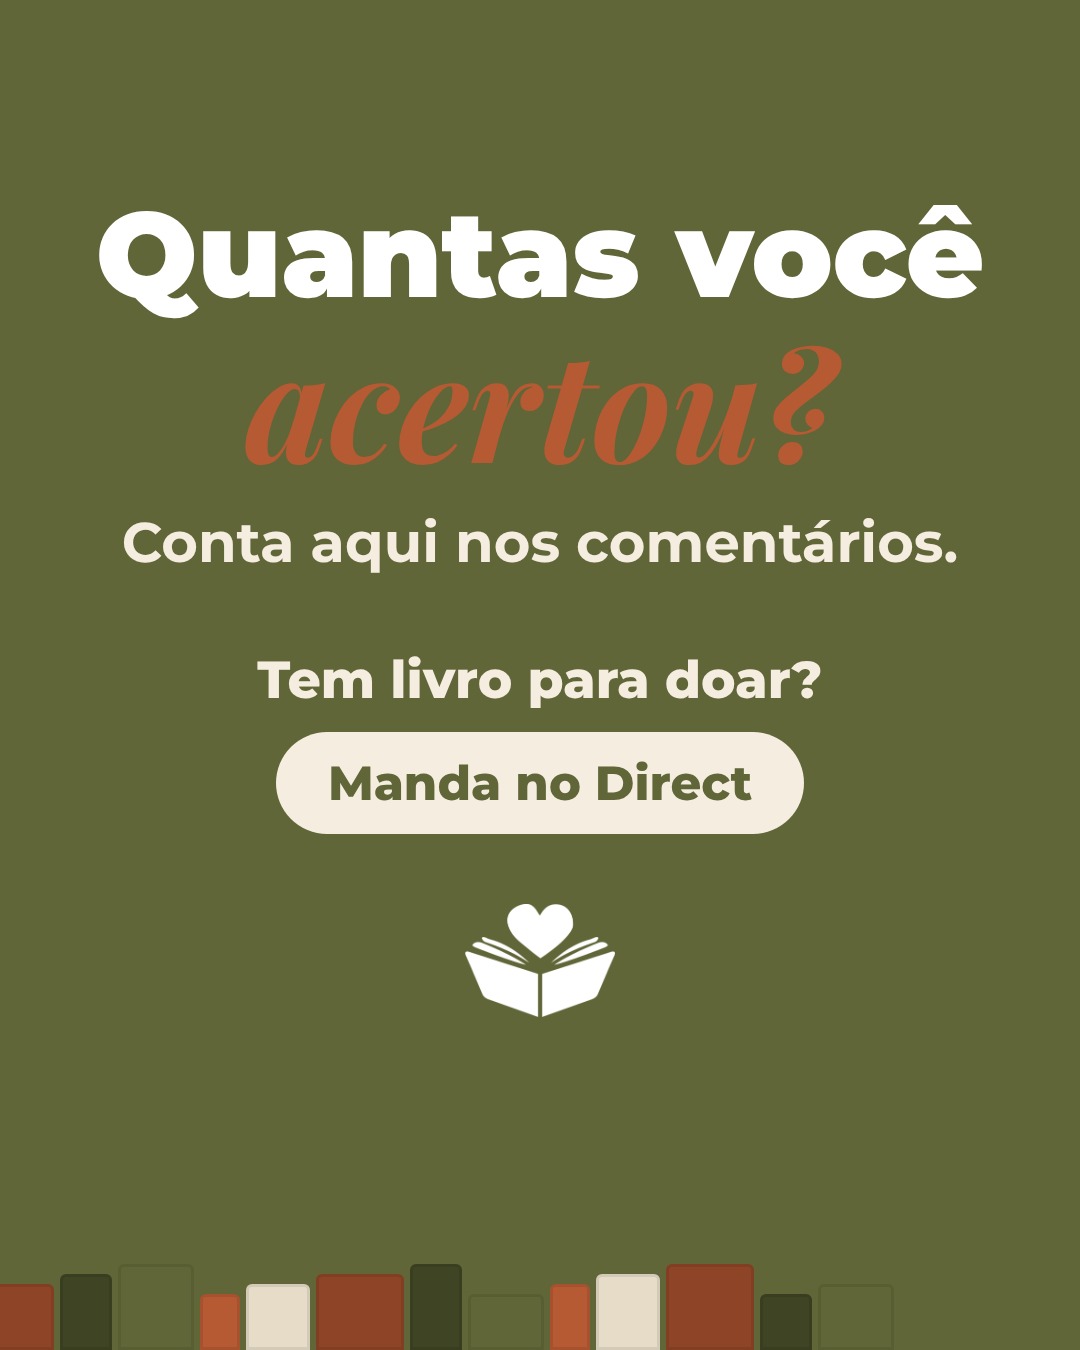 Quantas você
acertou?
Conta aqui nos comentários.
Tem livro para doar?
Manda no Direct